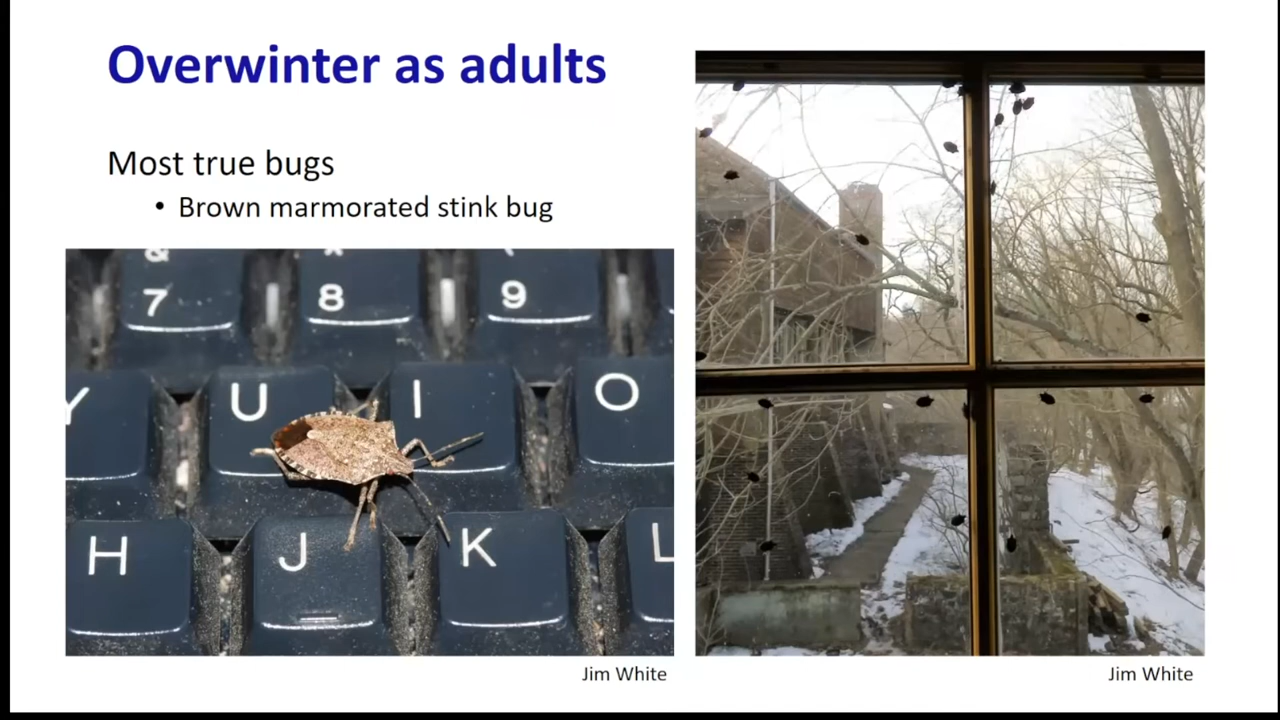 Overwinter as adults
Most true bugs
• Brown marmorated stink bug
& * (
7 8 9
Y U I O
H J K L
Jim White
Jim White